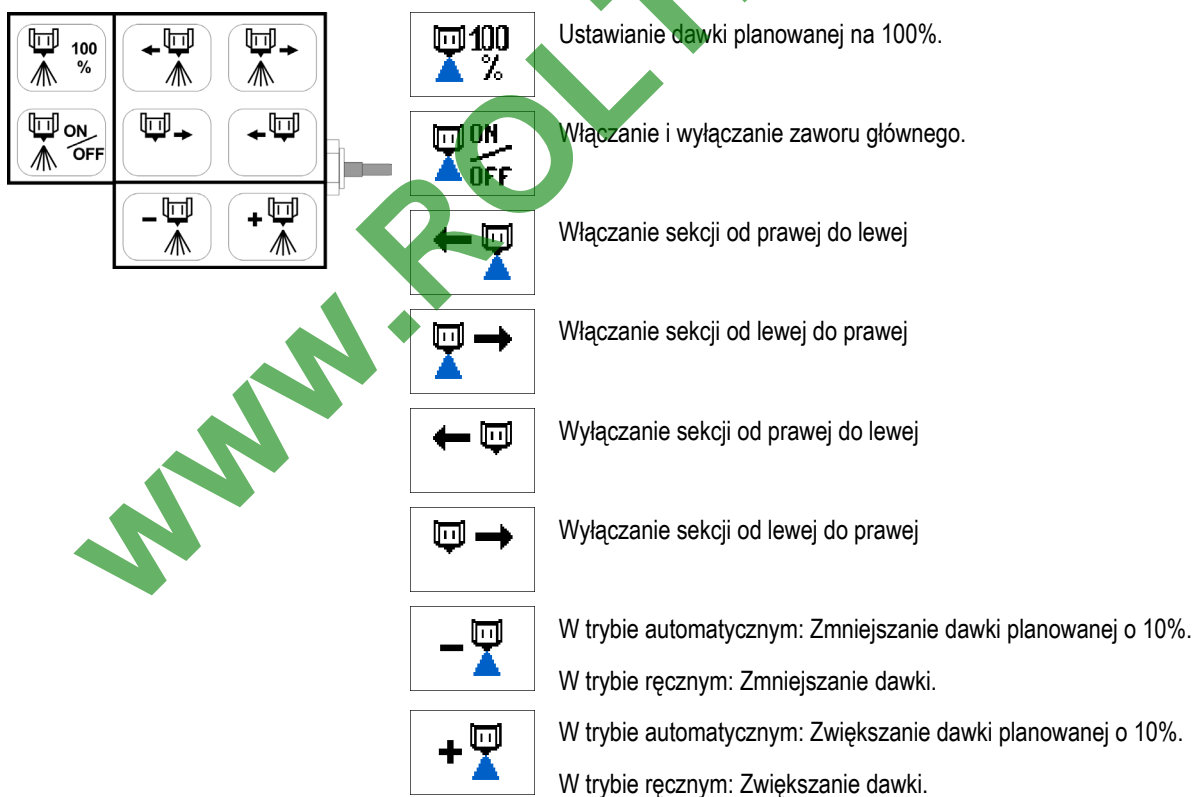 100
%
ON
OFF
100
%
Ustawianie dawki planowanej na 100%.
ON
OFF
Włączanie i wyłączanie zaworu głównego.
Włączanie sekcji od prawej do lewej
Włączanie sekcji od lewej do prawej
Wyłączanie sekcji od prawej do lewej
Wyłączanie sekcji od lewej do prawej
-
W trybie automatycznym: Zmniejszanie dawki planowanej o 10%.
W trybie ręcznym: Zmniejszanie dawki.
+
W trybie automatycznym: Zwiększanie dawki planowanej o 10%.
W trybie ręcznym: Zwiększanie dawki.
- +
WWW.ROLT